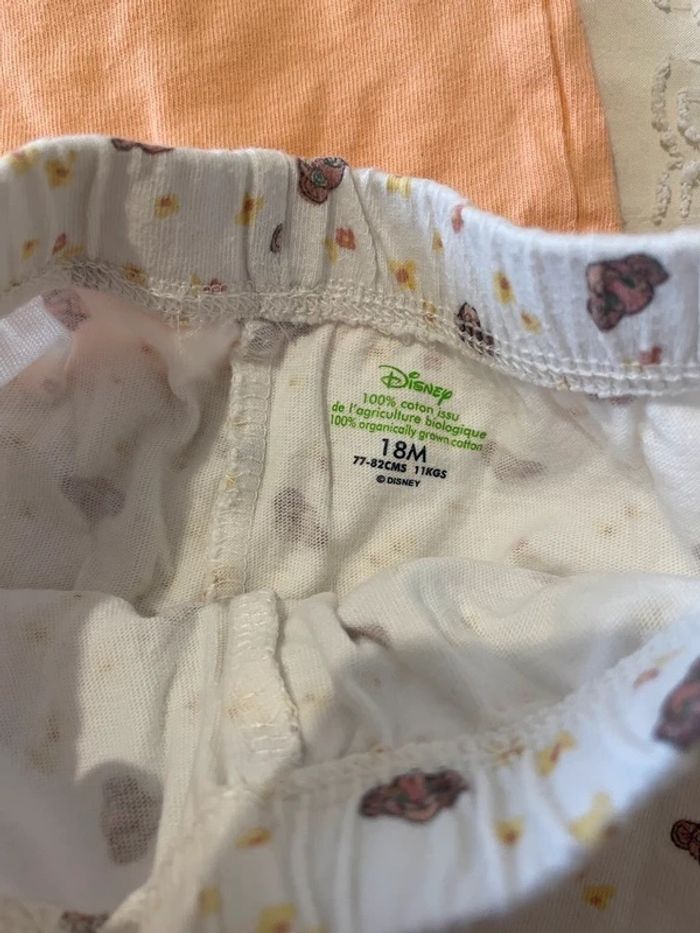 Disney
100% coton issu
de l'agriculture biologique
100% organically grown cotton
18M
77-82CMS 11KGS
© DISNEY